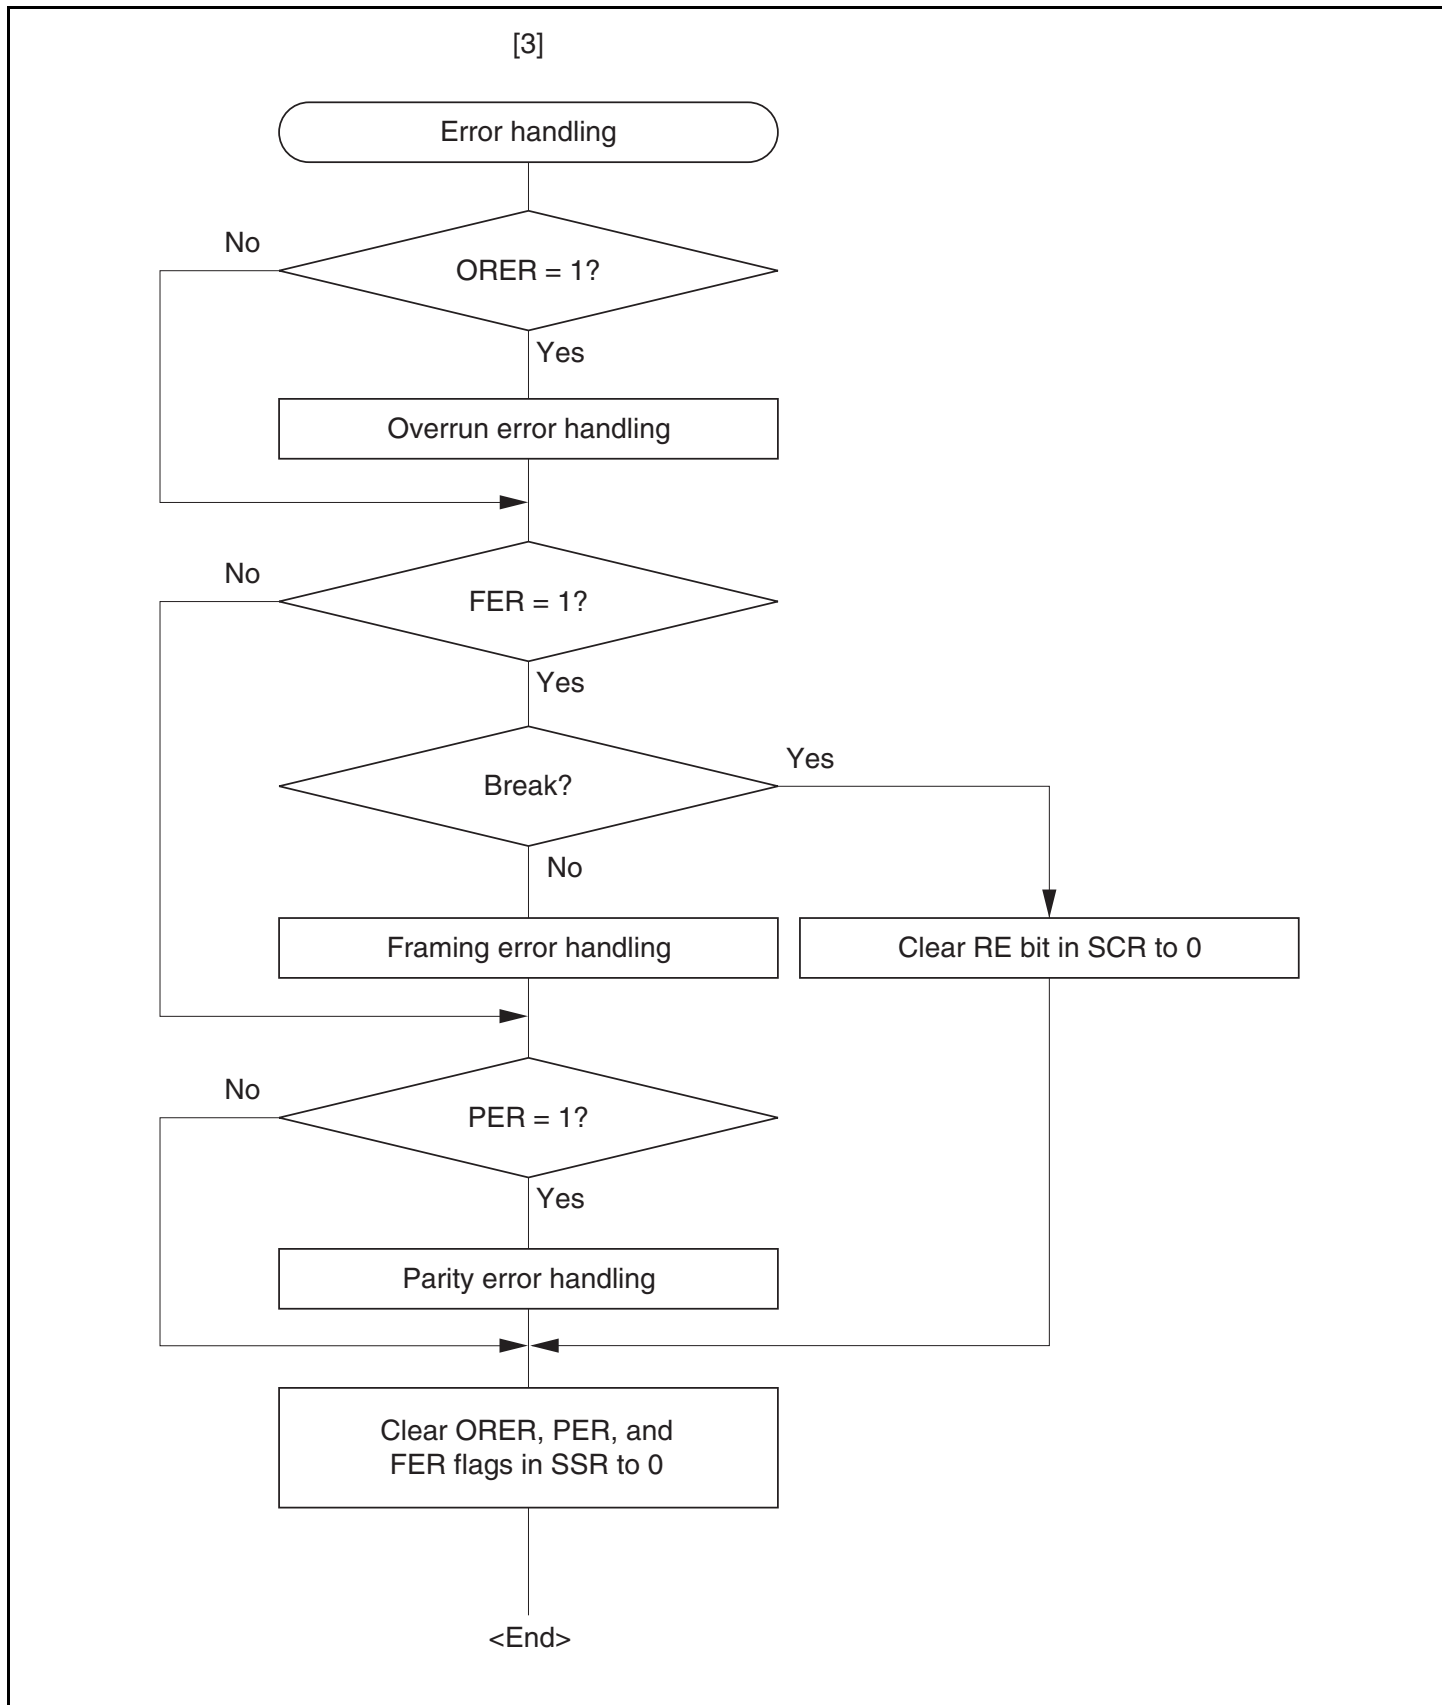 [3]
Error handling
No
ORER = 1?
Yes
Overrun error handling
No
FER = 1?
Yes
Break?
Yes
No
Framing error handling
Clear RE bit in SCR to 0
No
PER = 1?
Yes
Parity error handling
Clear ORER, PER, and
FER flags in SSR to 0
<End>